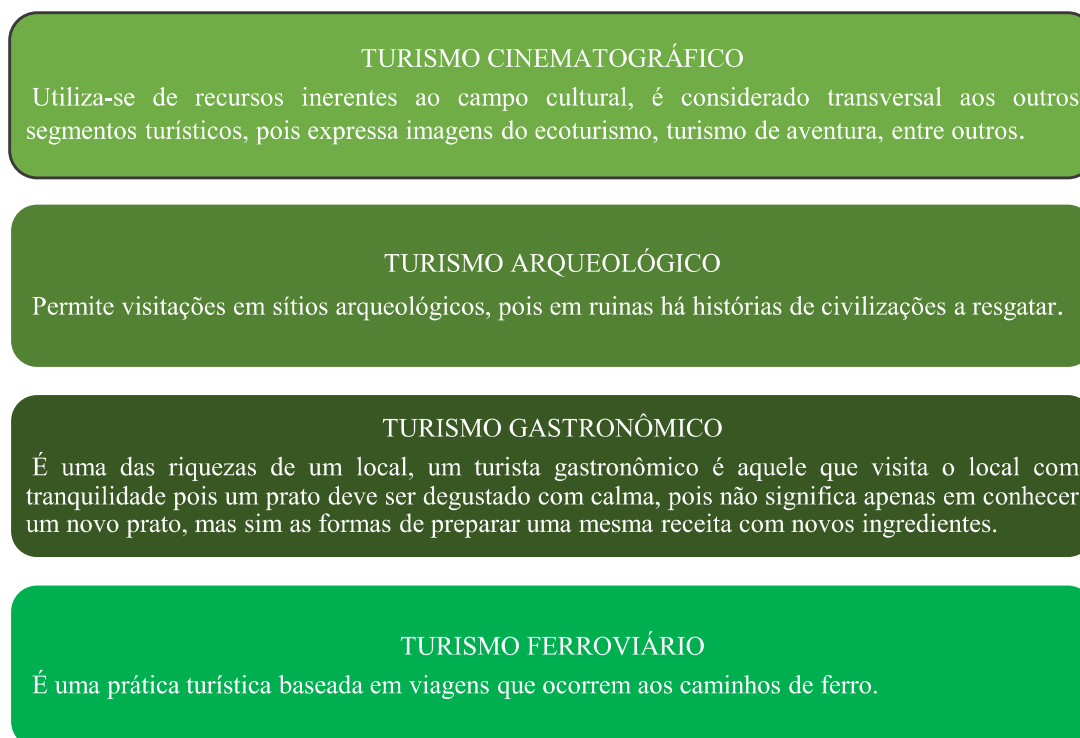 TURISMO CINEMATOGRÁFICO
Utiliza-se de recursos inerentes ao campo cultural, é considerado transversal aos outros
segmentos turísticos, pois expressa imagens do ecoturismo, turismo de aventura, entre outros.
TURISMO ARQUEOLÓGICO
Permite visitações em sítios arqueológicos, pois em ruinas há histórias de civilizações a resgatar.
TURISMO GASTRONÔMICO
É uma das riquezas de um local, um turista gastronômico é aquele que visita o local com
tranquilidade pois um prato deve ser degustado com calma, pois não significa apenas em conhecer
um novo prato, mas sim as formas de preparar uma mesma receita com novos ingredientes.
TURISMO FERROVIÁRIO
É uma prática turística baseada em viagens que ocorrem aos caminhos de ferro.